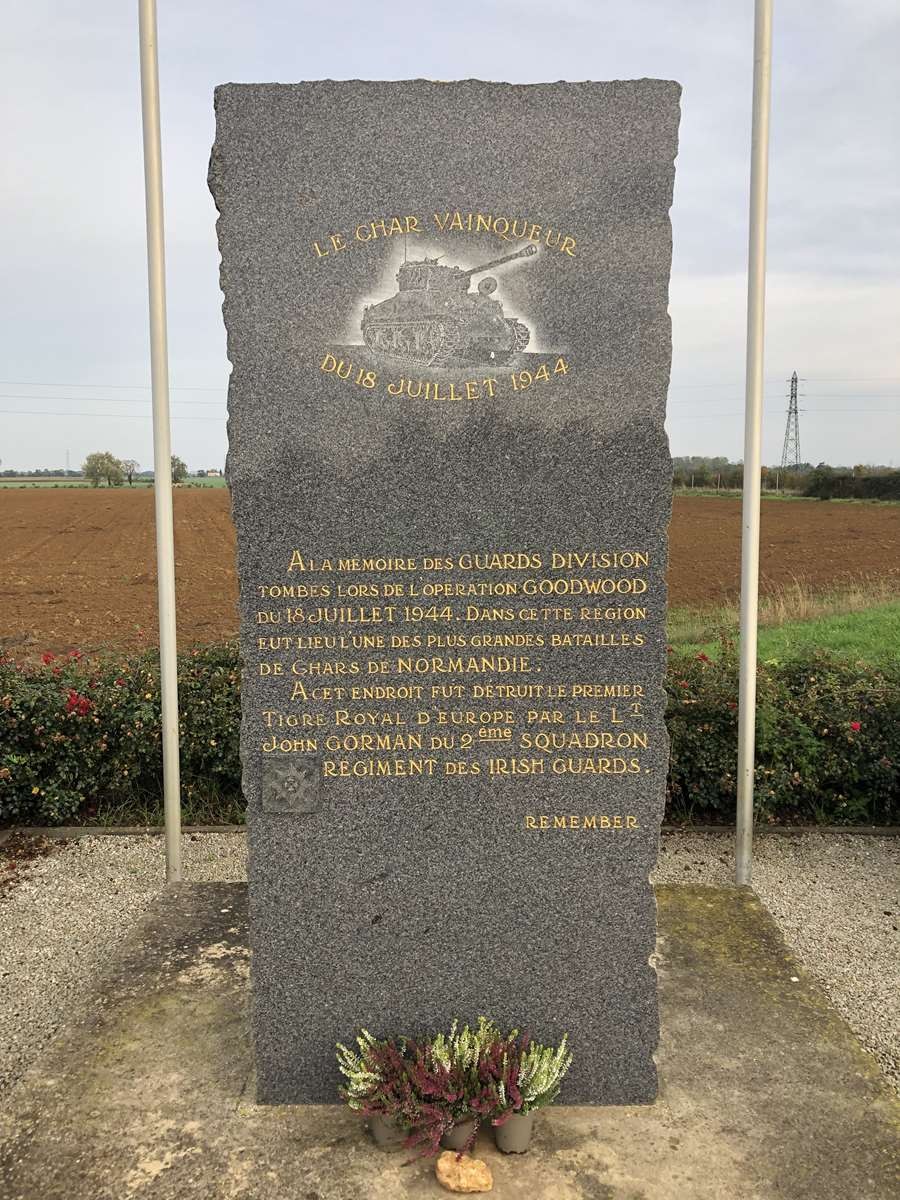 LE CHAR VAINQUEUR
DU 18 JUILLET 1944
A LA MEMOIRE DES GUARDS DIVISION
TOMBES LORS DE L'OPERATION GOODWOOD
DU 18 JUILLET 1944. DANS CETTE REGION
EUT LIEU L'UNE DES PLUS GRANDES BATAILLES
DE CHARS DE NORMANDIE.
A CET ENDROIT FUT DETRUIT LE PREMIER
TIGRE ROYAL D'EUROPE PAR LE LT
JOHN GORMAN DU 2ème SQUADRON
REGIMENT DES IRISH GUARDS.
REMEMBER